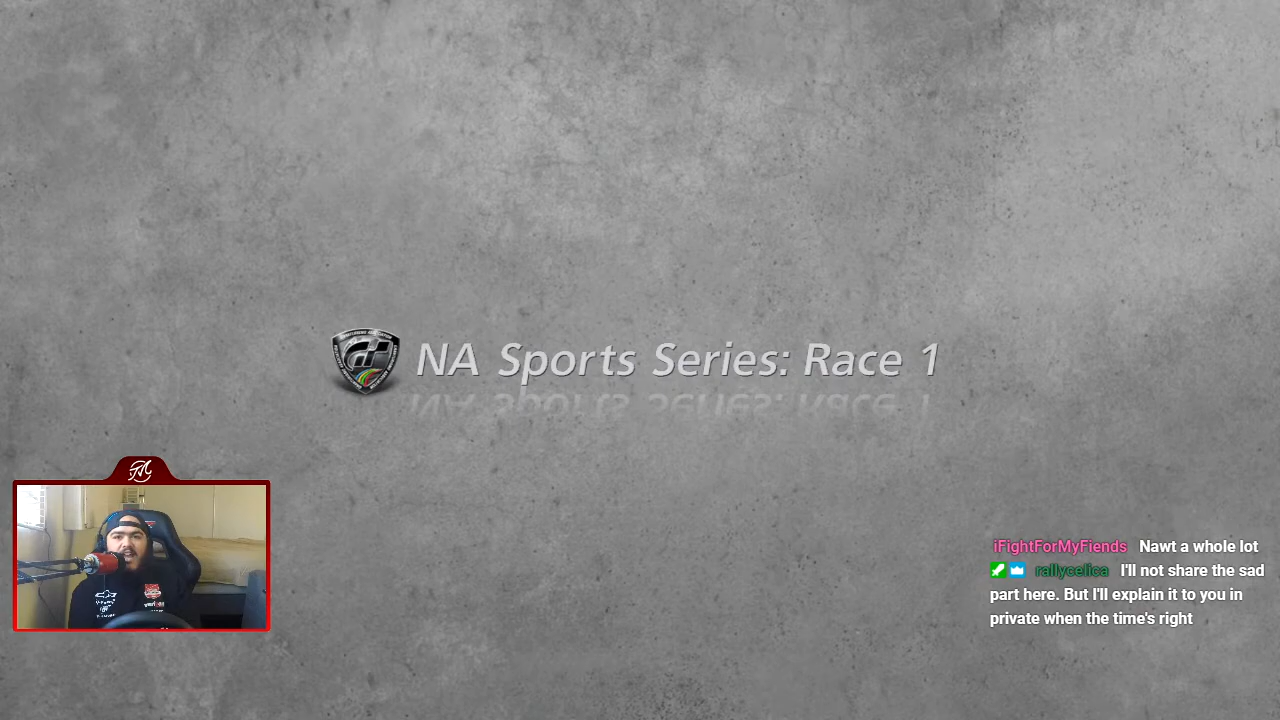 NA Sports Series: Race 1
iFightForMyFiends Nawt a whole lot
rallycelica I'll not share the sad
part here. But I'll explain it to you in
private when the time's right